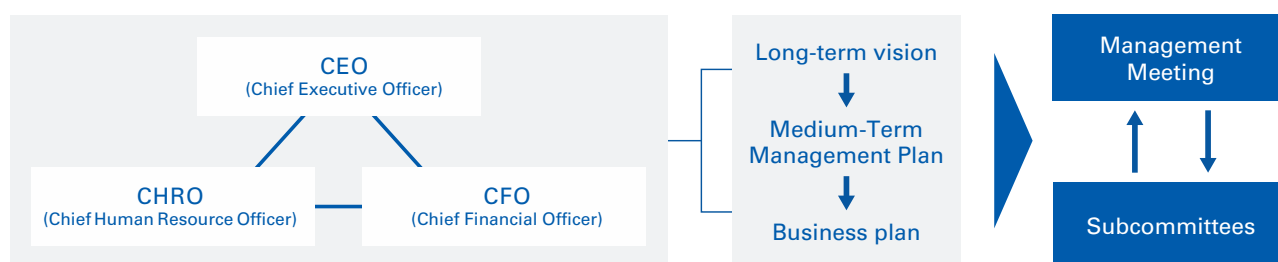 CEO
(Chief Executive Officer)
CHRO
(Chief Human Resource Officer)
CFO
(Chief Financial Officer)
Long-term vision
Medium-Term
Management Plan
Business plan
Management
Meeting
Subcommittees